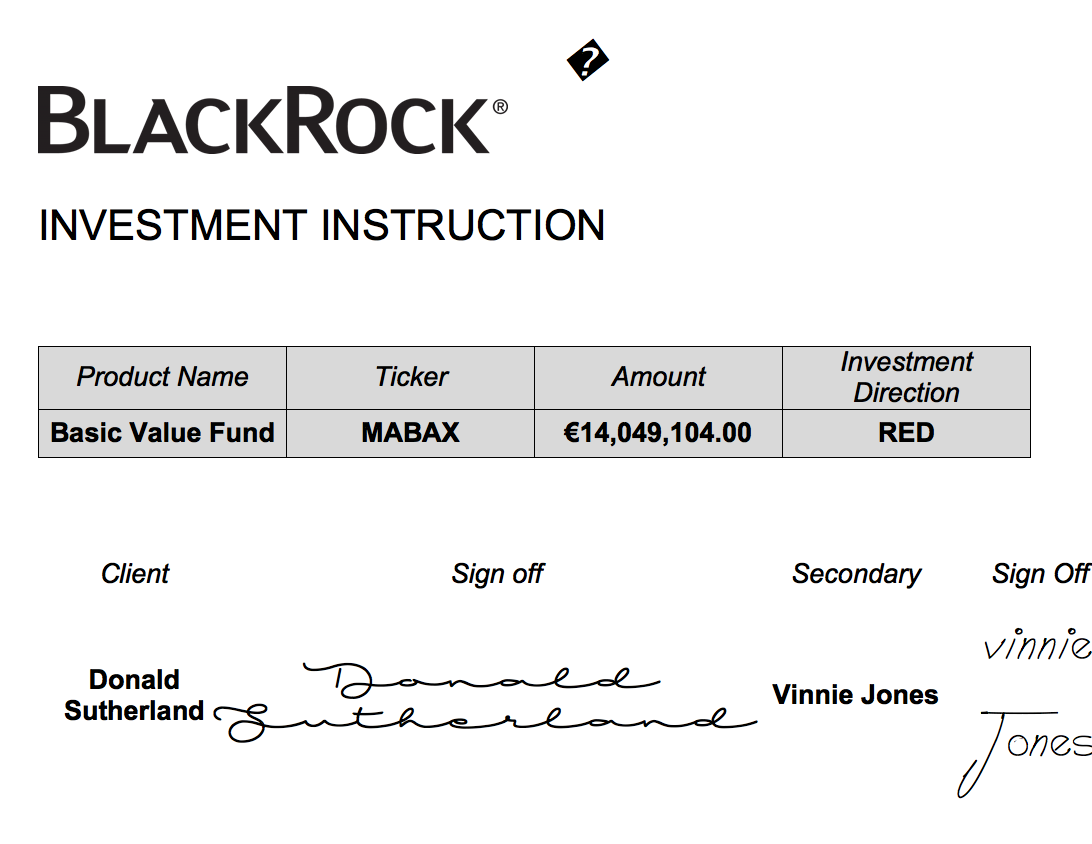 �
BLACKROCK®
INVESTMENT INSTRUCTION
Product Name Ticker Amount Investment Direction
Basic Value Fund MABAX €14,049,104.00 RED
Client Sign off Secondary Sign Off
Donald Sutherland Donald Sutherland Vinnie Jones vinnie Jones